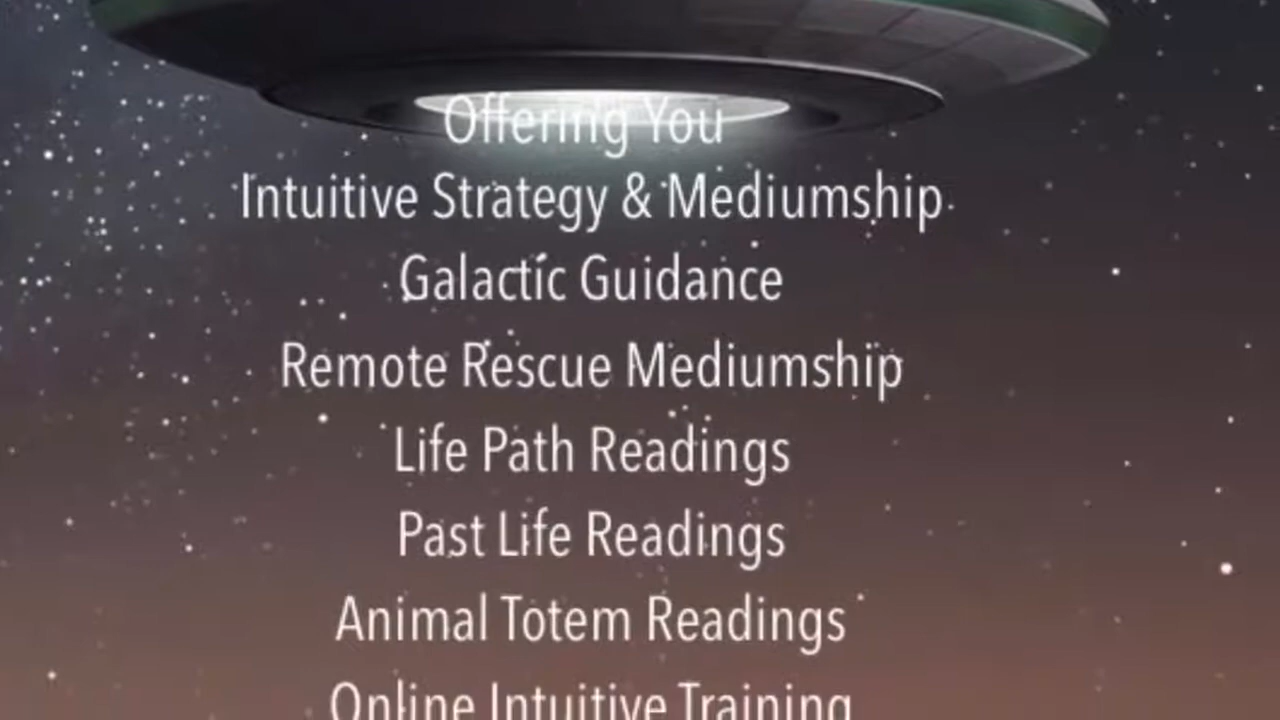 Offering You
Intuitive Strategy & Mediumship
Galactic Guidance
Remote Rescue Mediumship
Life Path Readings
Past Life Readings
Animal Totem Readings
Online Intuitive Training